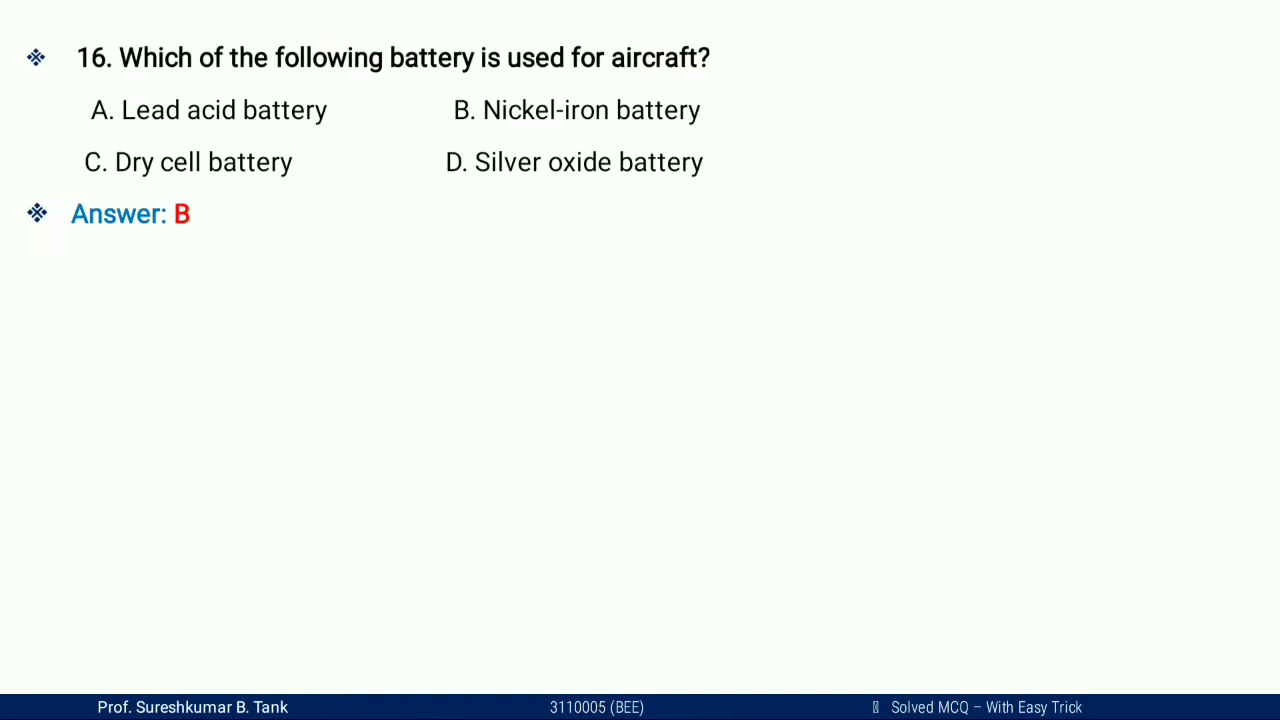 ❖ 16. Which of the following battery is used for aircraft?
A. Lead acid battery B. Nickel-iron battery
C. Dry cell battery D. Silver oxide battery
❖ Answer: B
Prof. Sureshkumar B. Tank 3110005 (BEE) Solved MCQ – With Easy Trick